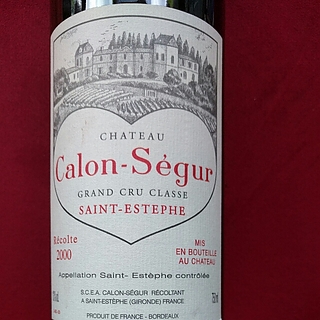 CHATEAU
Calon-Ségur
GRAND CRU CLASSE
SAINT-ESTEPHE
Récolte
2000
MIS
EN BOUTEILLE
AU CHATEAU
Appellation Saint-Estèphe contrôlée
S.C.E.A. CALON-SÉGUR RÉCOLTANT
A SAINT-ESTÈPHE (GIRONDE) FRANCE
PRODUIT DE FRANCE - BORDEAUX